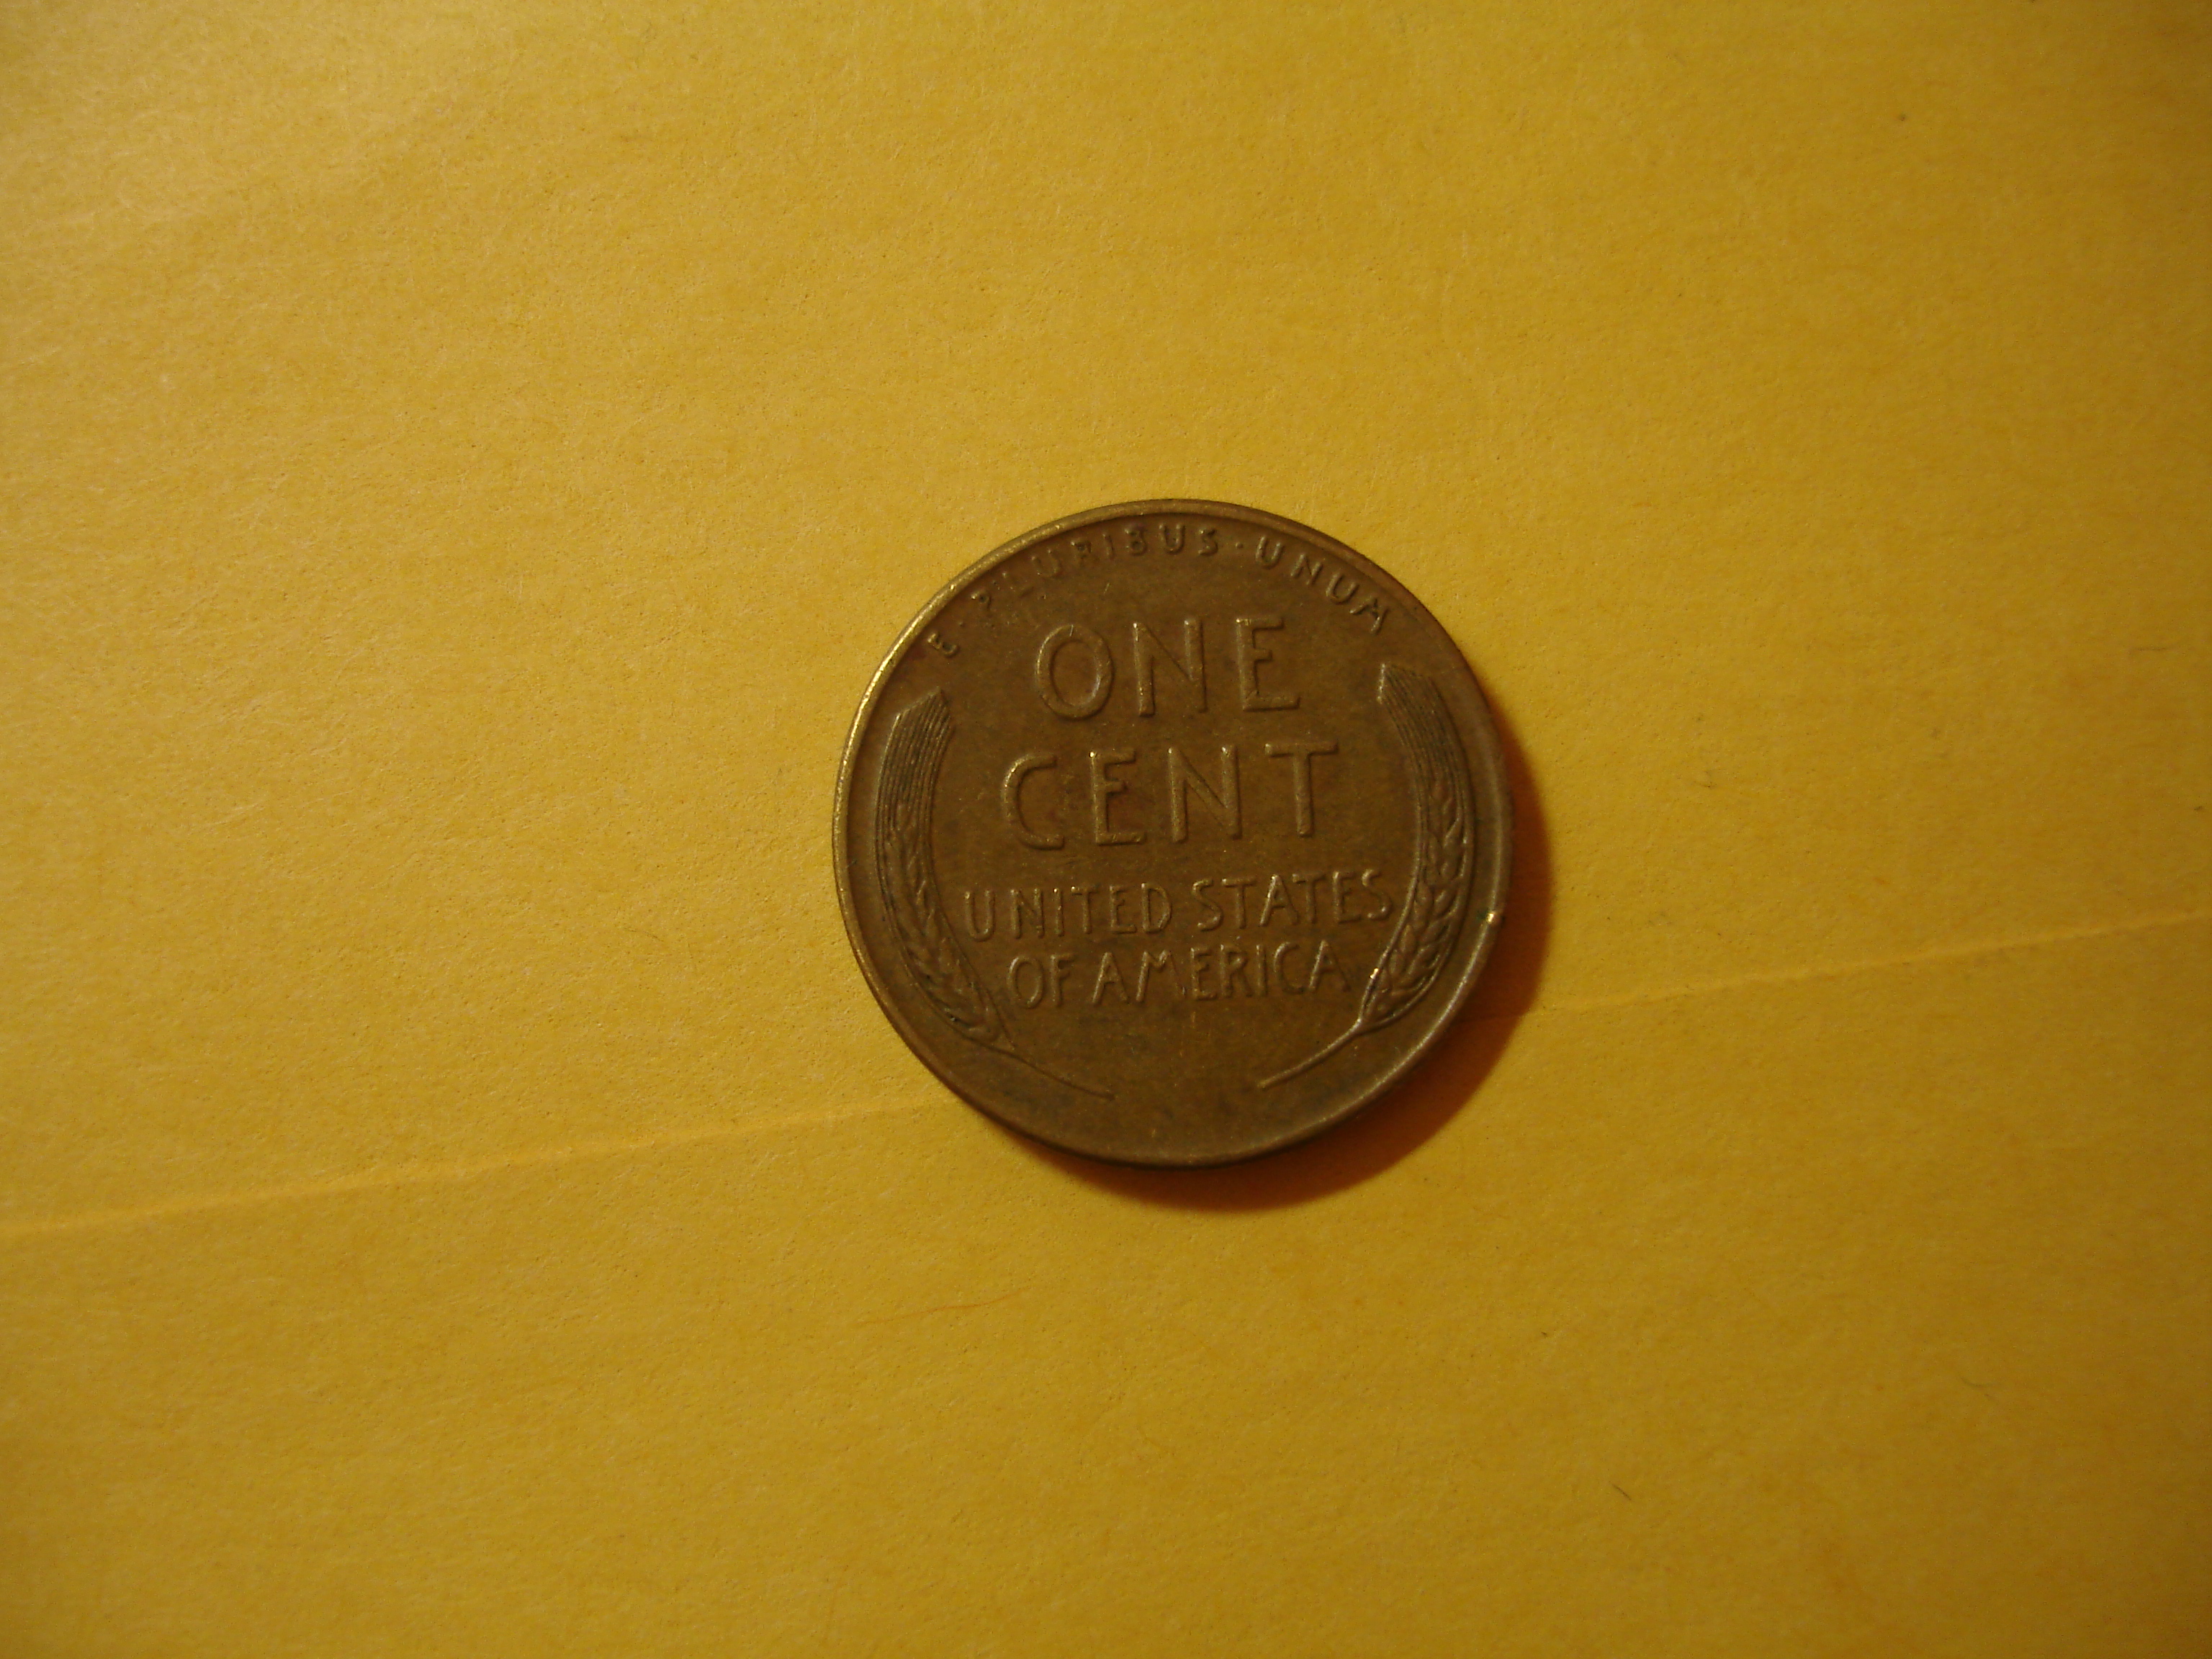 E·PLURIBUS·UNUM
ONE
CENT
UNITED STATES
OF AMERICA